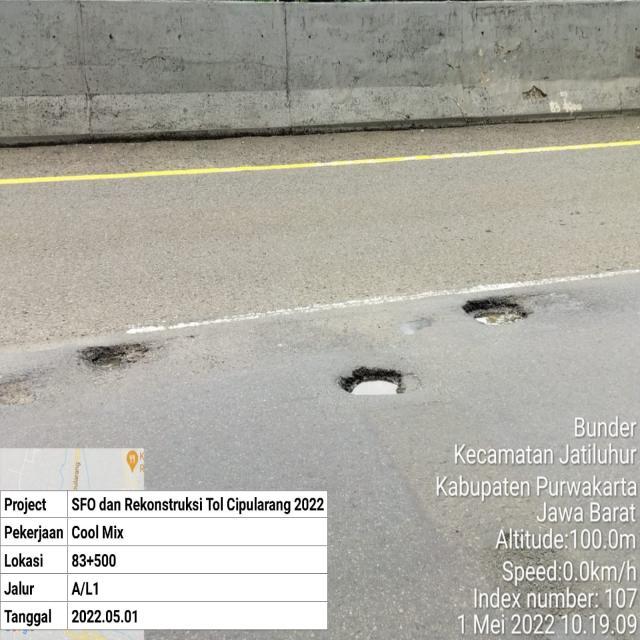 Bunder
Kecamatan Jatiluhur
Kabupaten Purwakarta
Jawa Barat
Altitude:100.0m
Speed:0.0km/h
Index number: 107
1 Mei 2022 10.19.09
Project SFO dan Rekonstruksi Tol Cipularang 2022
Pekerjaan Cool Mix
Lokasi 83+500
Jalur A/L1
Tanggal 2022.05.01